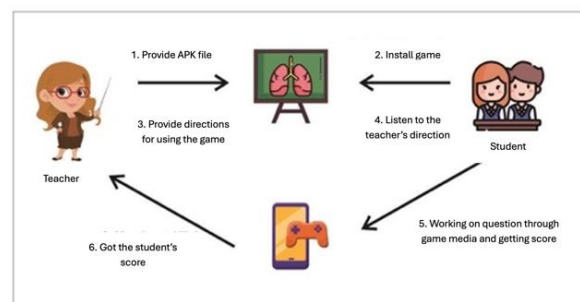 1. Provide APK file
2. Install game
3. Provide directions
for using the game
4. Listen to the
teacher's direction
Teacher
Student
5. Working on question through
game media and getting score
6. Got the student's
score